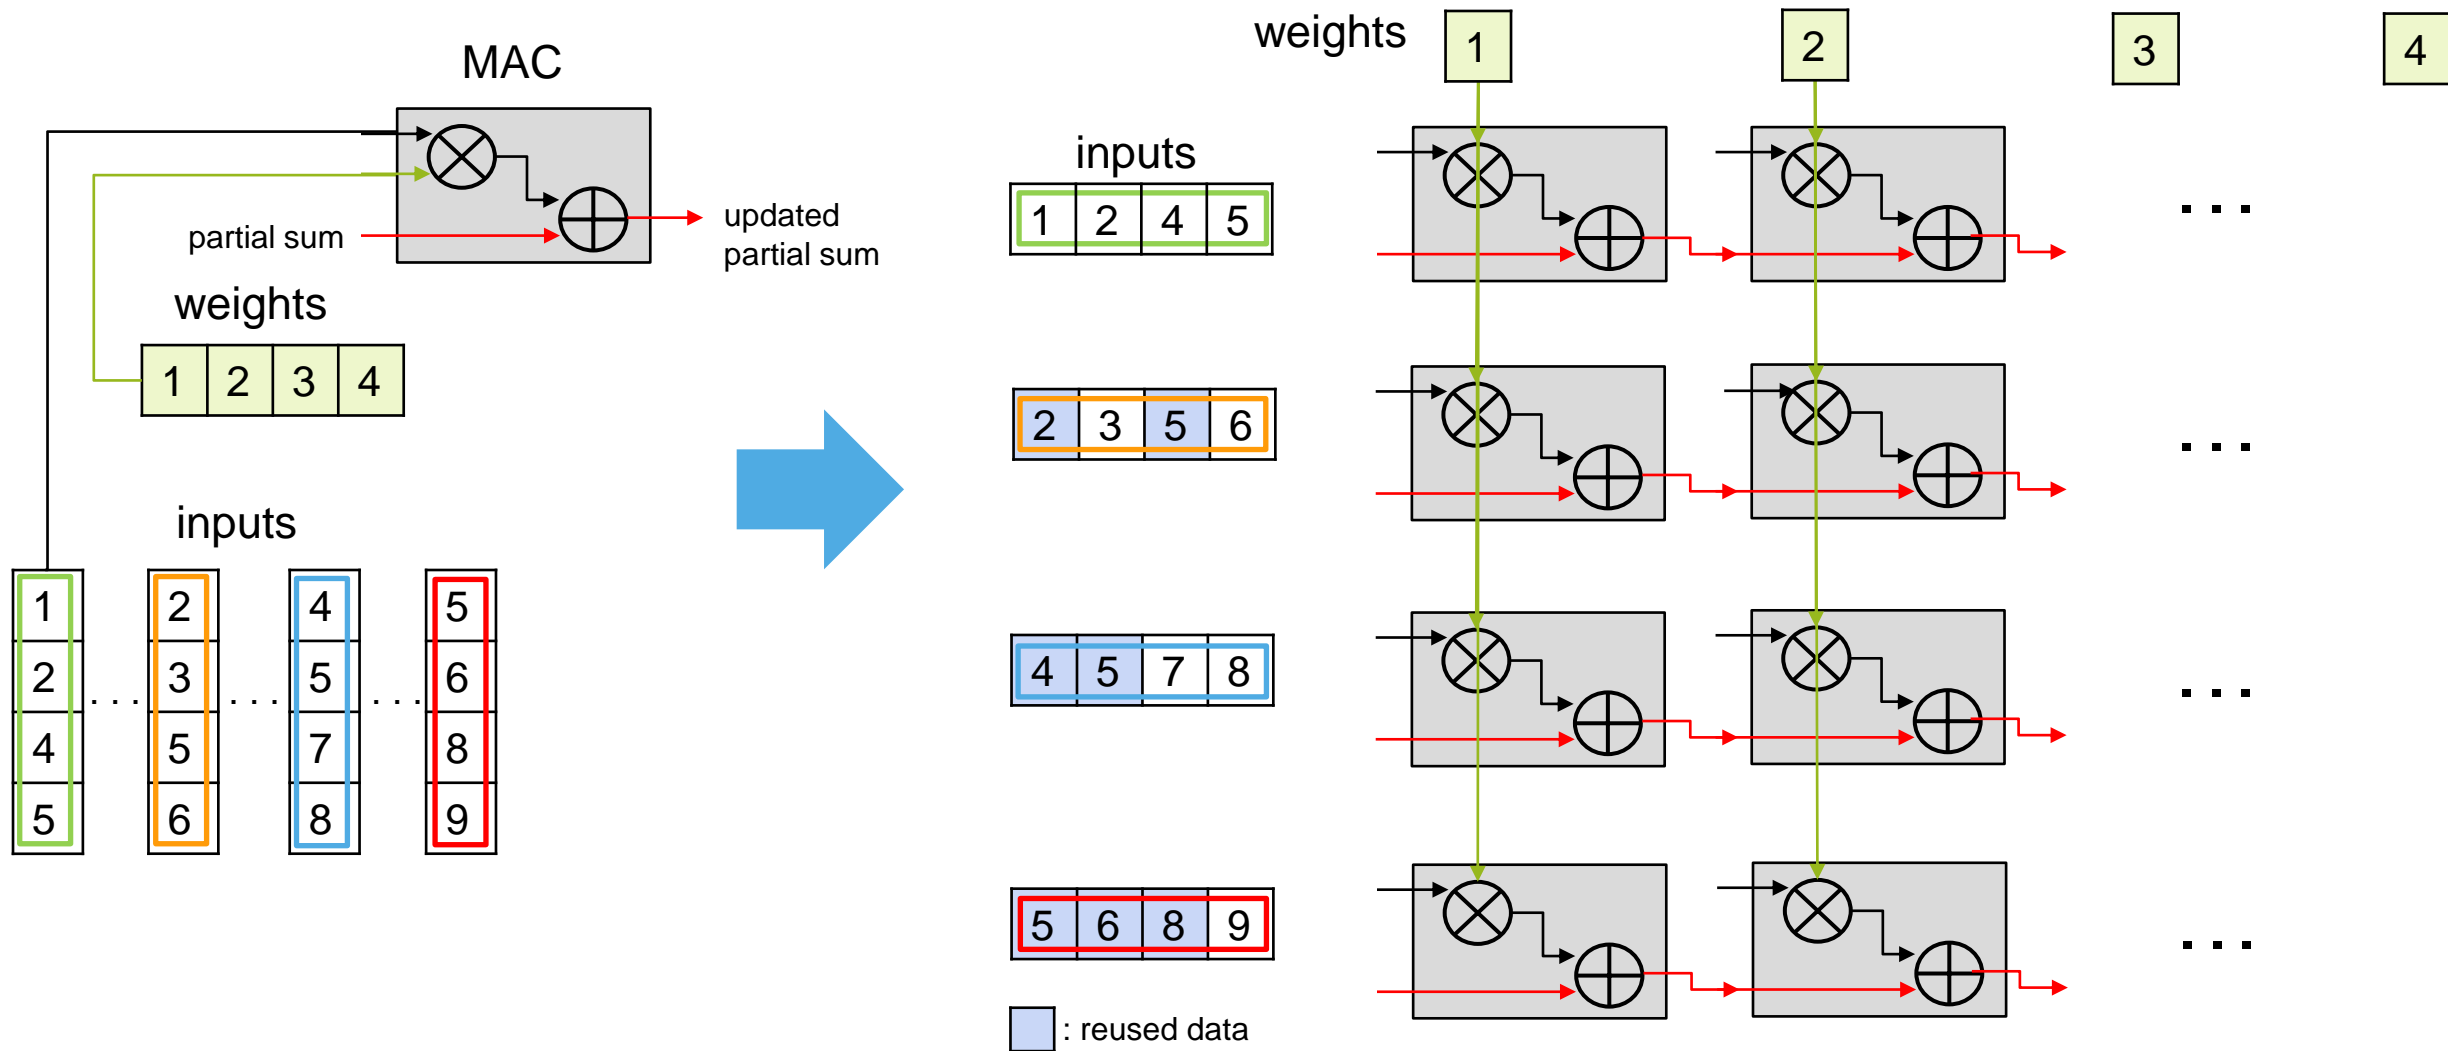 MAC
partial sum
updated
partial sum
weights
1 2 3 4
inputs
1 2 4 5
2 3 5 6
4 5 7 8
5 6 8 9
. . . . . . . . .
weights 1 2 3 4
inputs
1 2 4 5
. . .
2 3 5 6
. . .
4 5 7 8
. . .
5 6 8 9
. . .
: reused data